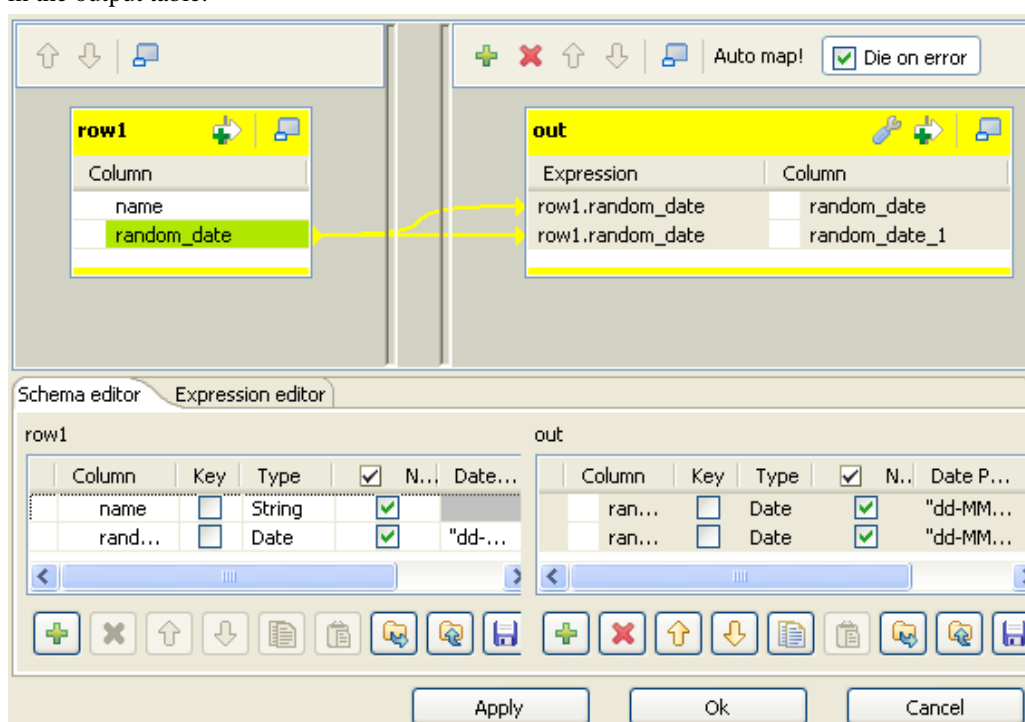 in the output table.
Auto map! Die on error
row1
Column
name
random_date
out
Expression Column
row1.random_date random_date
row1.random_date random_date_1
Schema editor Expression editor
row1
Column Key Type N... Date...
name String
rand... Date "dd-...
out
Column Key Type N... Date P...
ran... Date "dd-MM...
ran... Date "dd-MM...
Apply Ok Cancel